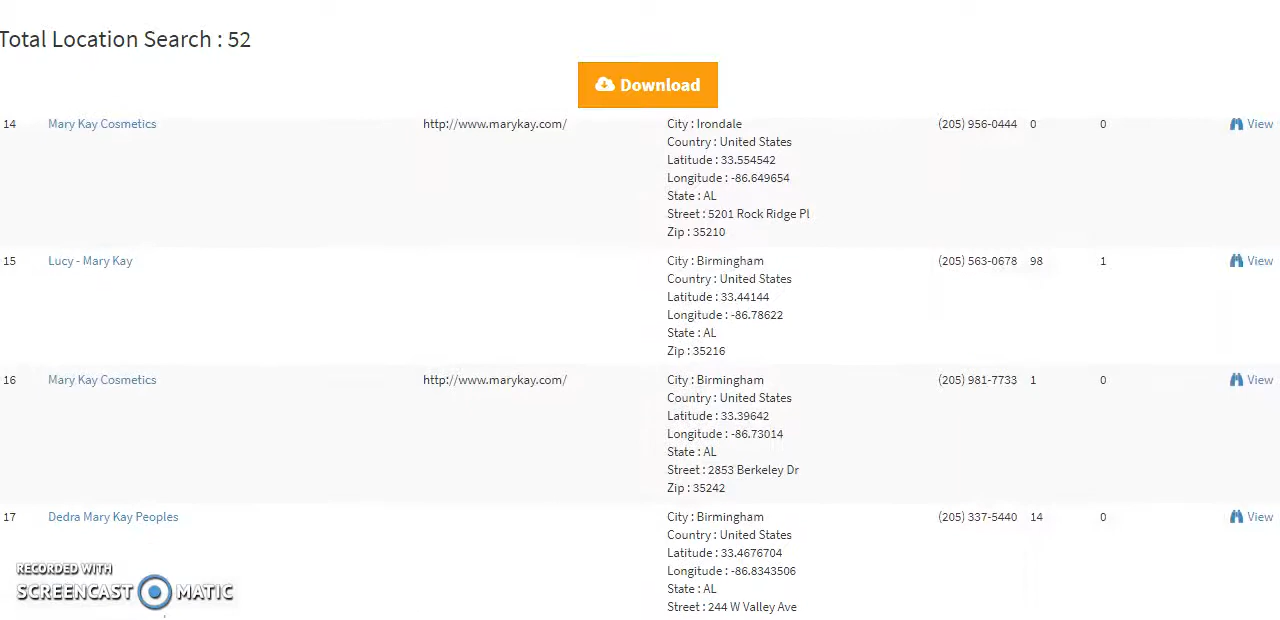 Total Location Search : 52
Download
14 Mary Kay Cosmetics http://www.marykay.com/ City : Irondale (205) 956-0444 0 0 View
Country : United States
Latitude : 33.554542
Longitude : -86.649654
State : AL
Street : 5201 Rock Ridge Pl
Zip : 35210
15 Lucy - Mary Kay City : Birmingham (205) 563-0678 98 1 View
Country : United States
Latitude : 33.44144
Longitude : -86.78622
State : AL
Zip : 35216
16 Mary Kay Cosmetics http://www.marykay.com/ City : Birmingham (205) 981-7733 1 0 View
Country : United States
Latitude : 33.39642
Longitude : -86.73014
State : AL
Street : 2853 Berkeley Dr
Zip : 35242
17 Dedra Mary Kay Peoples City : Birmingham (205) 337-5440 14 0 View
Country : United States
Latitude : 33.4676704
Longitude : -86.8343506
State : AL
Street : 244 W Valley Ave
RECORDED WITH
SCREENCAST MATIC